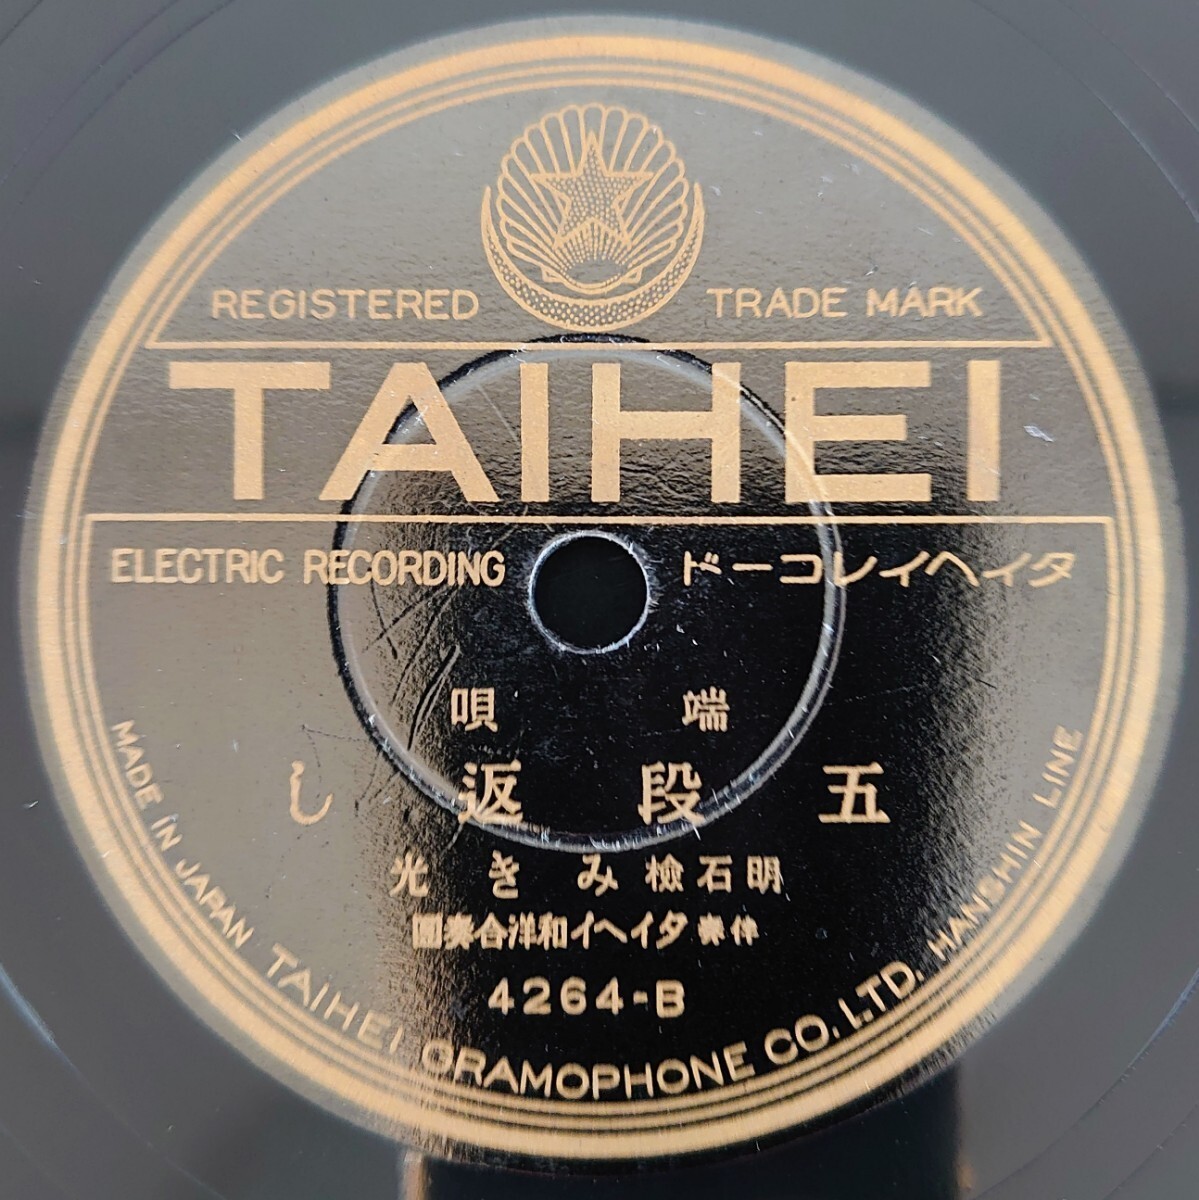 REGISTERED TRADE MARK
TAIHEI
ELECTRIC RECORDING
タイヘイレコード
端唄
五段返し
明石檢みき光
伴奏 タイヘイ和洋合奏團
4264-B
MADE IN JAPAN TAIHEI GRAMOPHONE CO. LTD. HANSHIN LINE